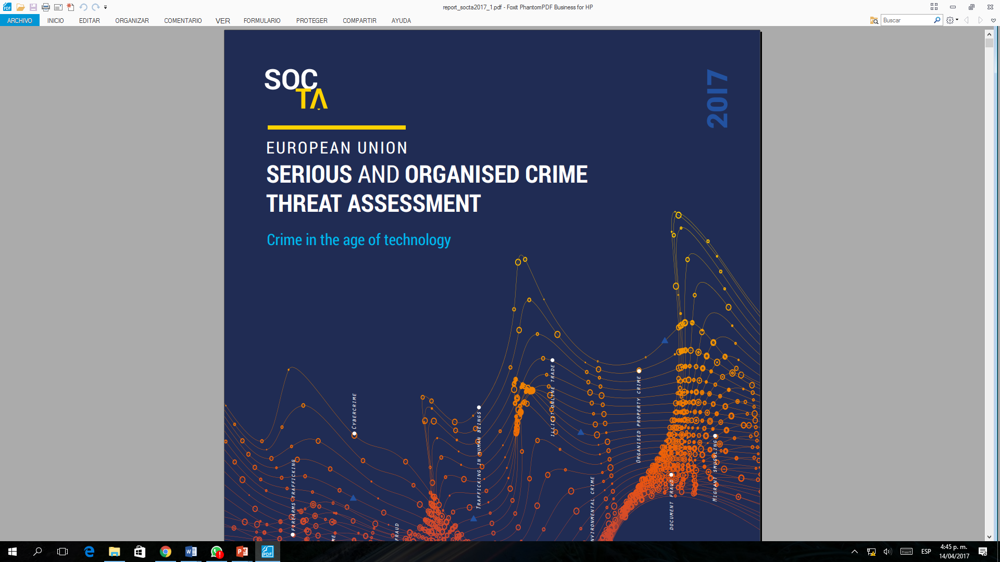 report_socta2017_1.pdf - Foxit PhantomPDF Business for HP
ARCHIVO INICIO EDITAR ORGANIZAR COMENTARIO VER FORMULARIO PROTEGER COMPARTIR AYUDA
Buscar
SOC
TA
2017
EUROPEAN UNION
SERIOUS AND ORGANISED CRIME
THREAT ASSESSMENT
Crime in the age of technology
FIREARMS TRAFFICKING
CYBERCRIME
FRAUD
TRAFFICKING IN HUMAN BEINGS
ILLICIT ONLINE TRADE
NVIRONMENTAL CRIME
ORGANISED PROPERTY CRIME
DOCUMENT FRAUD
MIGRANT SMUGGLING
ESP
4:45 p. m.
14/04/2017